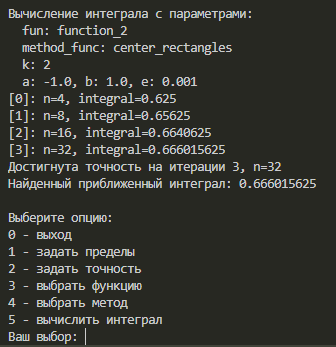 Вычисление интеграла с параметрами:
fun: function_2
method_func: center_rectangles
k: 2
a: -1.0, b: 1.0, e: 0.001
[0]: n=4, integral=0.625
[1]: n=8, integral=0.65625
[2]: n=16, integral=0.6640625
[3]: n=32, integral=0.666015625
Достигнута точность на итерации 3, n=32
Найденный приближенный интеграл: 0.666015625
Выберите опцию:
0 - выход
1 - задать пределы
2 - задать точность
3 - выбрать функцию
4 - выбрать метод
5 - вычислить интеграл
Ваш выбор: